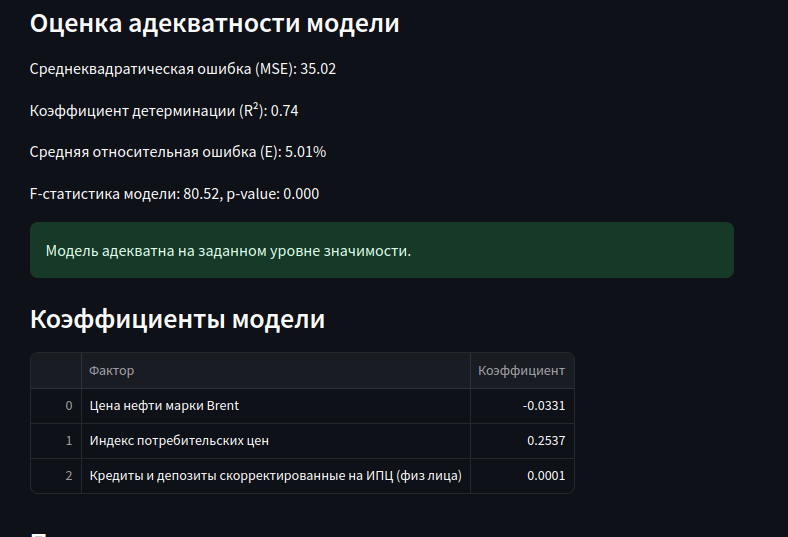 Оценка адекватности модели
Среднеквадратическая ошибка (MSE): 35.02
Коэффициент детерминации (R²): 0.74
Средняя относительная ошибка (E): 5.01%
F-статистика модели: 80.52, p-value: 0.000
Модель адекватна на заданном уровне значимости.
Коэффициенты модели
Фактор Коэффициент
0 Цена нефти марки Brent -0.0331
1 Индекс потребительских цен 0.2537
2 Кредиты и депозиты скорректированные на ИПЦ (физ лица) 0.0001